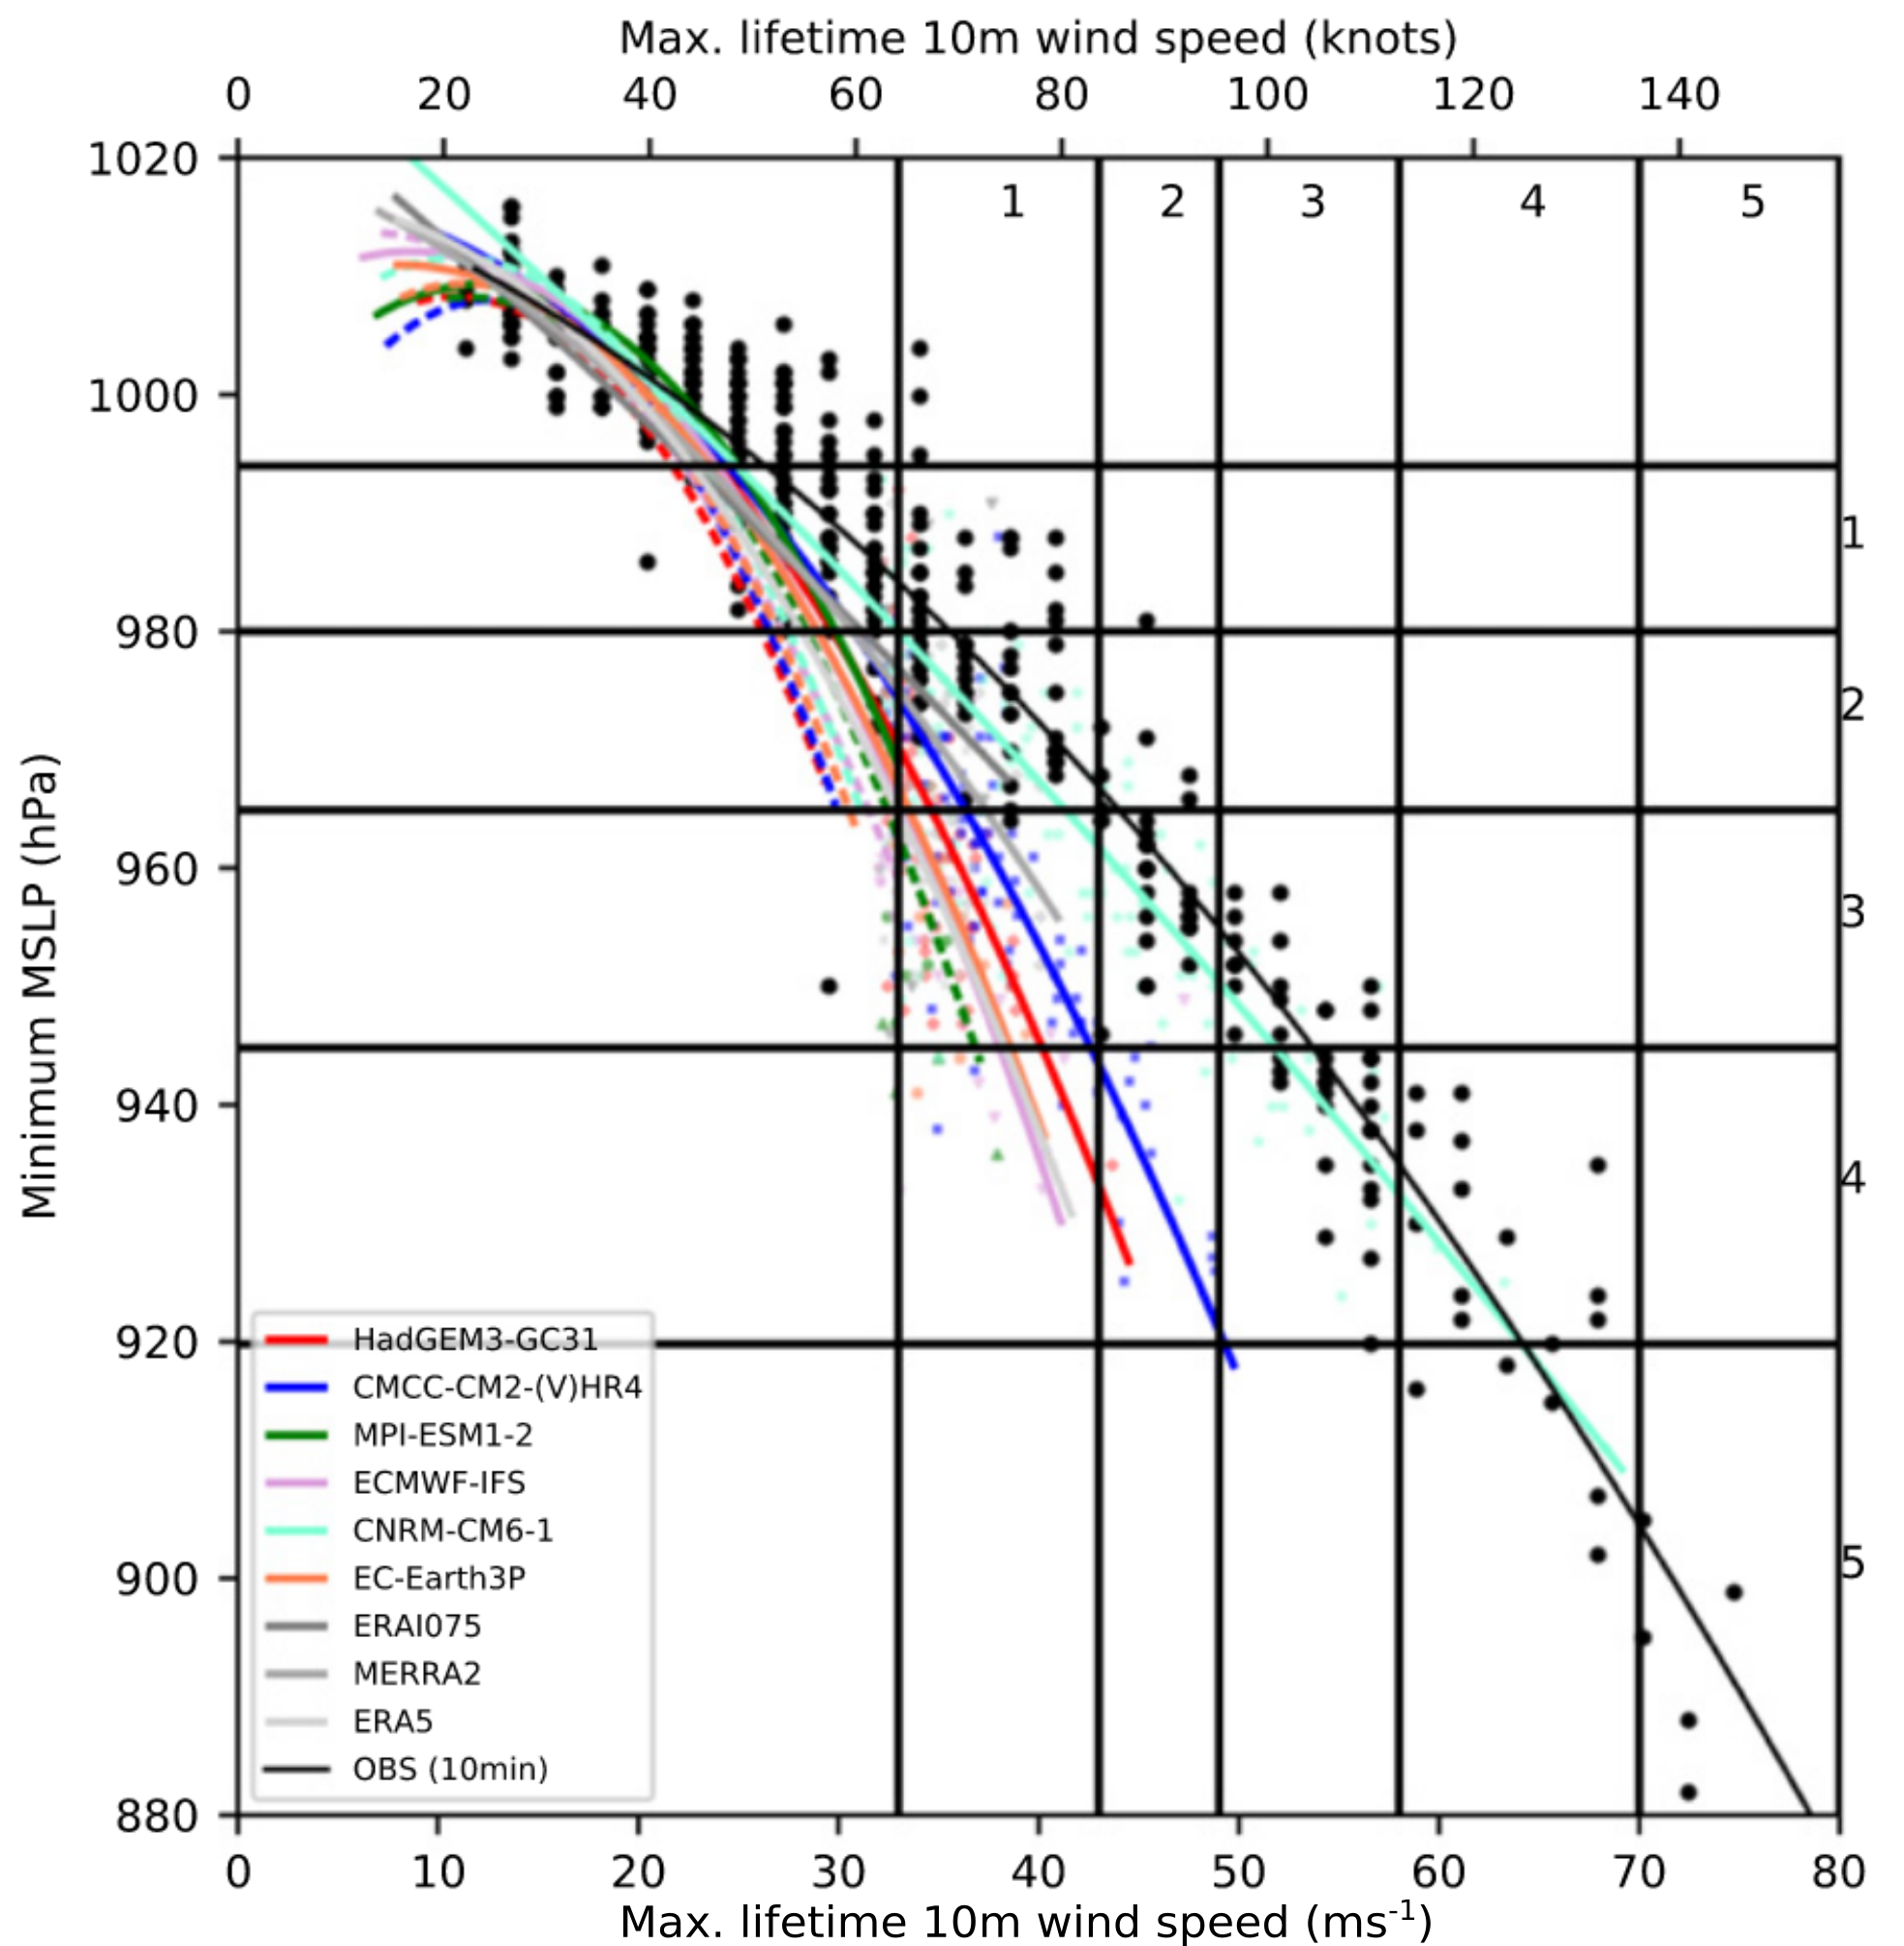 Max. lifetime 10m wind speed (knots)
0 20 40 60 80 100 120 140
1020
1000
980
960
940
920
900
880
Minimum MSLP (hPa)
1 2 3 4 5
1
2
3
4
5
HadGEM3-GC31
CMCC-CM2-(V)HR4
MPI-ESM1-2
ECMWF-IFS
CNRM-CM6-1
EC-Earth3P
ERAI075
MERRA2
ERA5
OBS (10min)
0 10 20 30 40 50 60 70 80
Max. lifetime 10m wind speed (ms⁻¹)